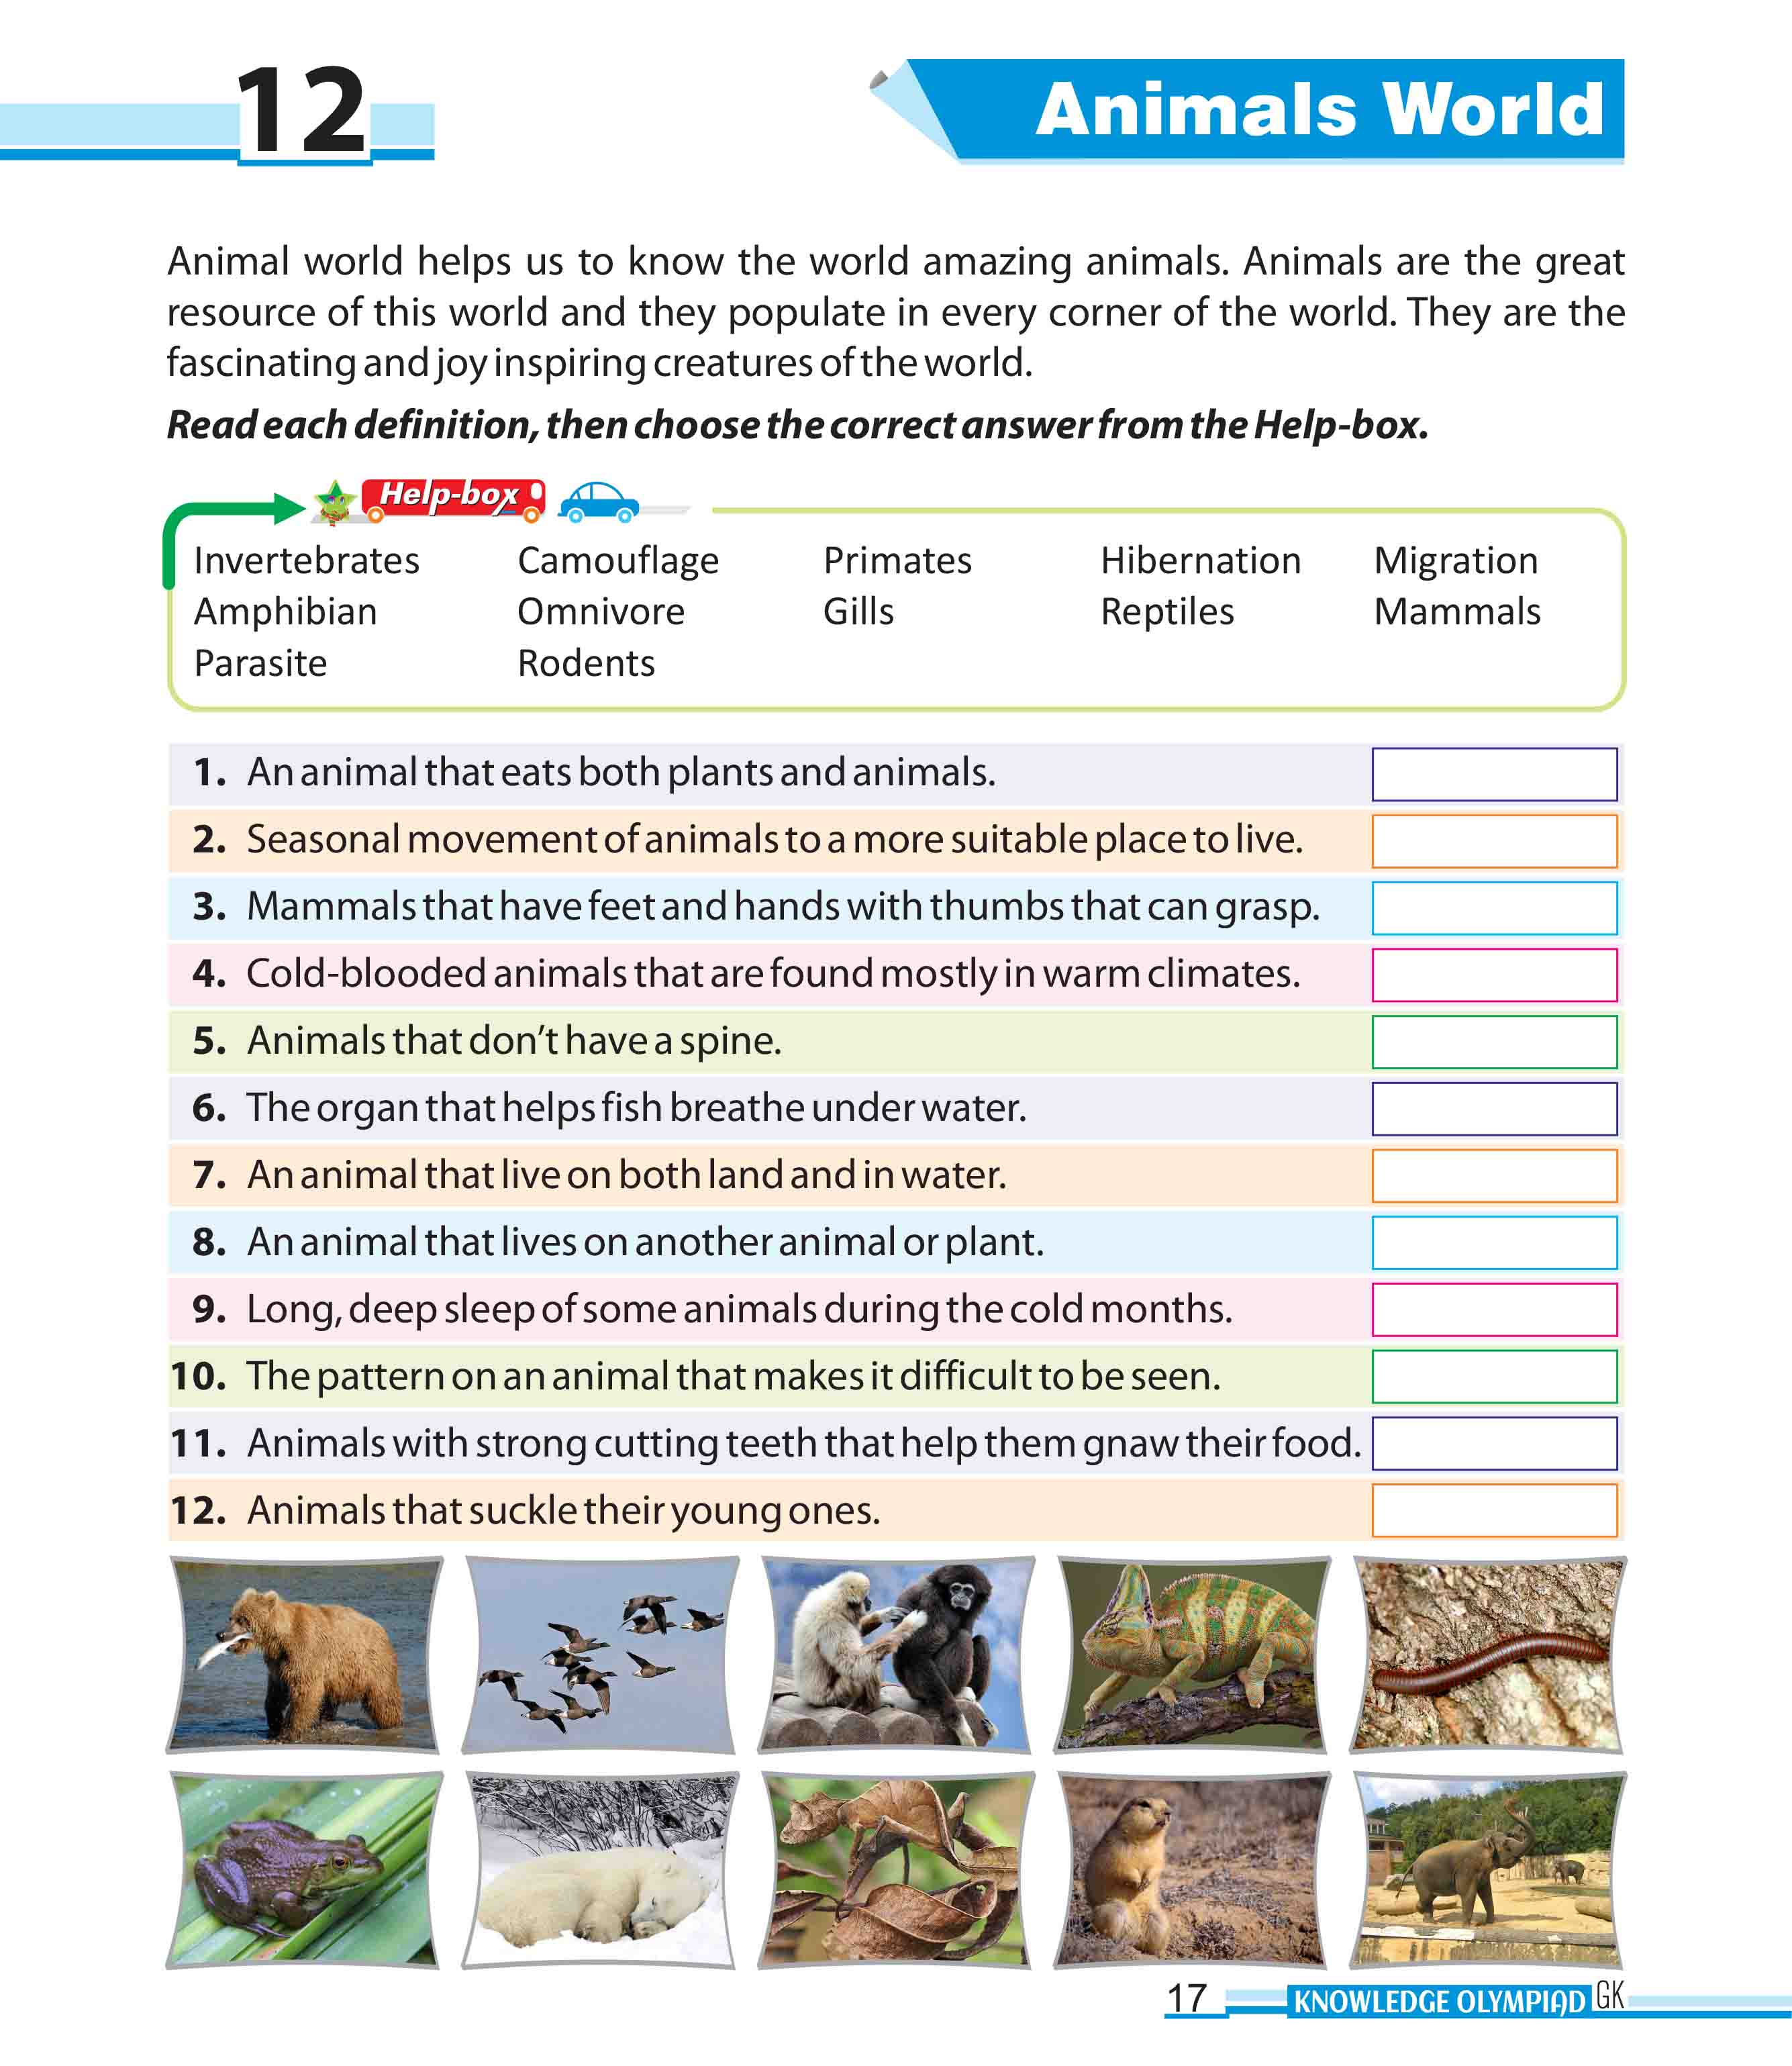 12
Animals World
Animal world helps us to know the world amazing animals. Animals are the great
resource of this world and they populate in every corner of the world. They are the
fascinating and joy inspiring creatures of the world.
Read each definition, then choose the correct answer from the Help-box.
Help-box
Invertebrates Camouflage Primates Hibernation Migration
Amphibian Omnivore Gills Reptiles Mammals
Parasite Rodents
1. An animal that eats both plants and animals.
2. Seasonal movement of animals to a more suitable place to live.
3. Mammals that have feet and hands with thumbs that can grasp.
4. Cold-blooded animals that are found mostly in warm climates.
5. Animals that don't have a spine.
6. The organ that helps fish breathe under water.
7. An animal that live on both land and in water.
8. An animal that lives on another animal or plant.
9. Long, deep sleep of some animals during the cold months.
10. The pattern on an animal that makes it difficult to be seen.
11. Animals with strong cutting teeth that help them gnaw their food.
12. Animals that suckle their young ones.
17 KNOWLEDGE OLYMPIAD GK